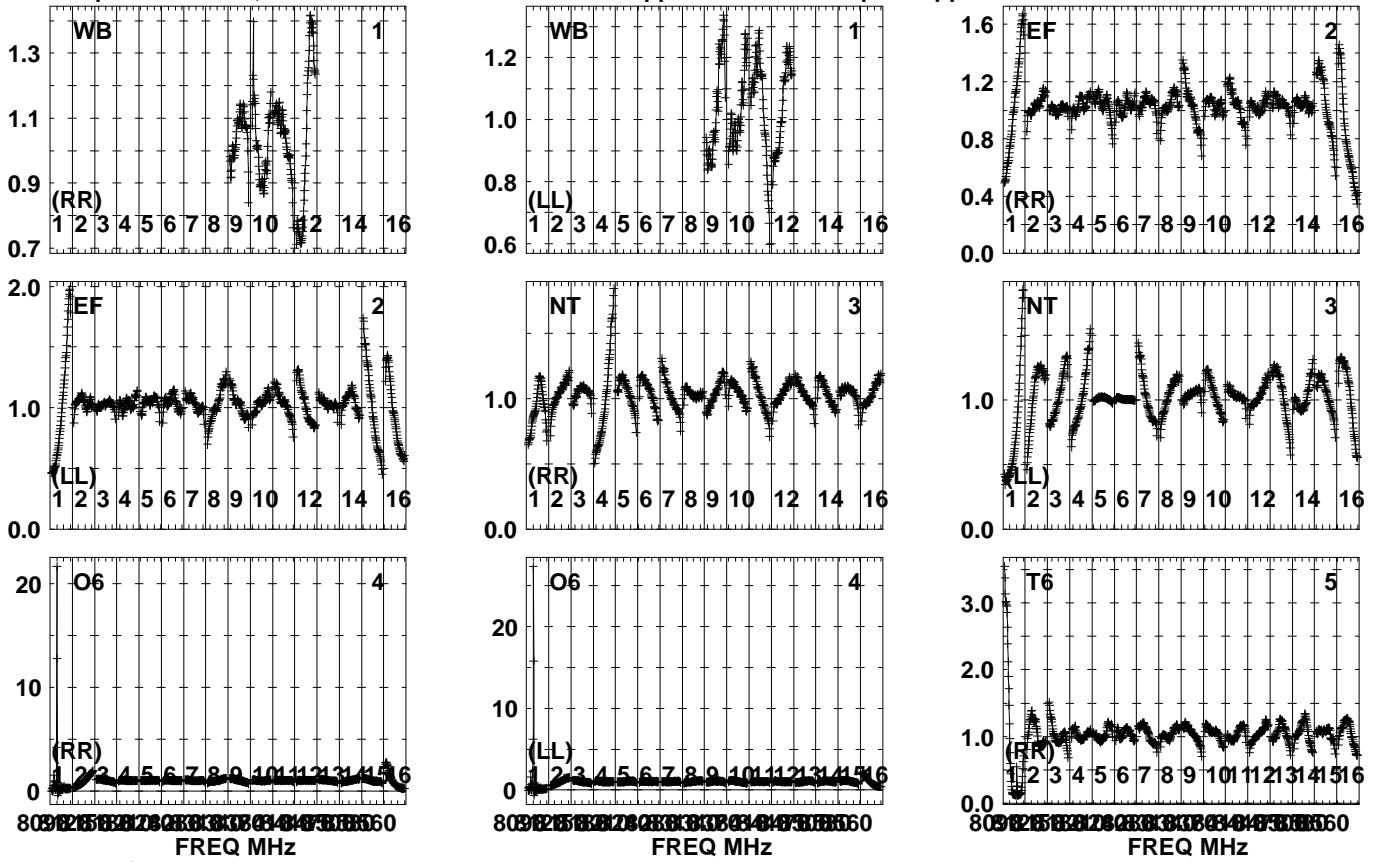 WB 1
1.3
1.1
0.9
0.7
(RR)
1 2 3 4 5 6 7 8 9 10 12 14 16
WB 1
1.2
1.0
0.8
0.6
(LL)
1 2 3 4 5 6 7 8 9 10 12 14 16
EF 2
1.6
1.2
0.8
0.4
0.0
(RR)
1 2 3 4 5 6 7 8 9 10 12 14 16
EF 2
2.0
1.0
0.0
(LL)
1 2 3 4 5 6 7 8 9 10 12 14 16
NT 3
1.0
0.0
(RR)
1 2 3 4 5 6 7 8 9 10 12 14 16
NT 3
1.0
0.0
(LL)
1 2 3 4 5 6 7 8 9 10 12 14 16
O6 4
20
10
0
(RR)
1 2 3 4 5 6 7 8 9 10 11 12 13 14 15 16
FREQ MHz
O6 4
20
10
0
(LL)
1 2 3 4 5 6 7 8 9 10 11 12 13 14 15 16
FREQ MHz
T6 5
3.0
2.0
1.0
0.0
(RR)
1 2 3 4 5 6 7 8 9 10 11 12 13 14 15 16
FREQ MHz